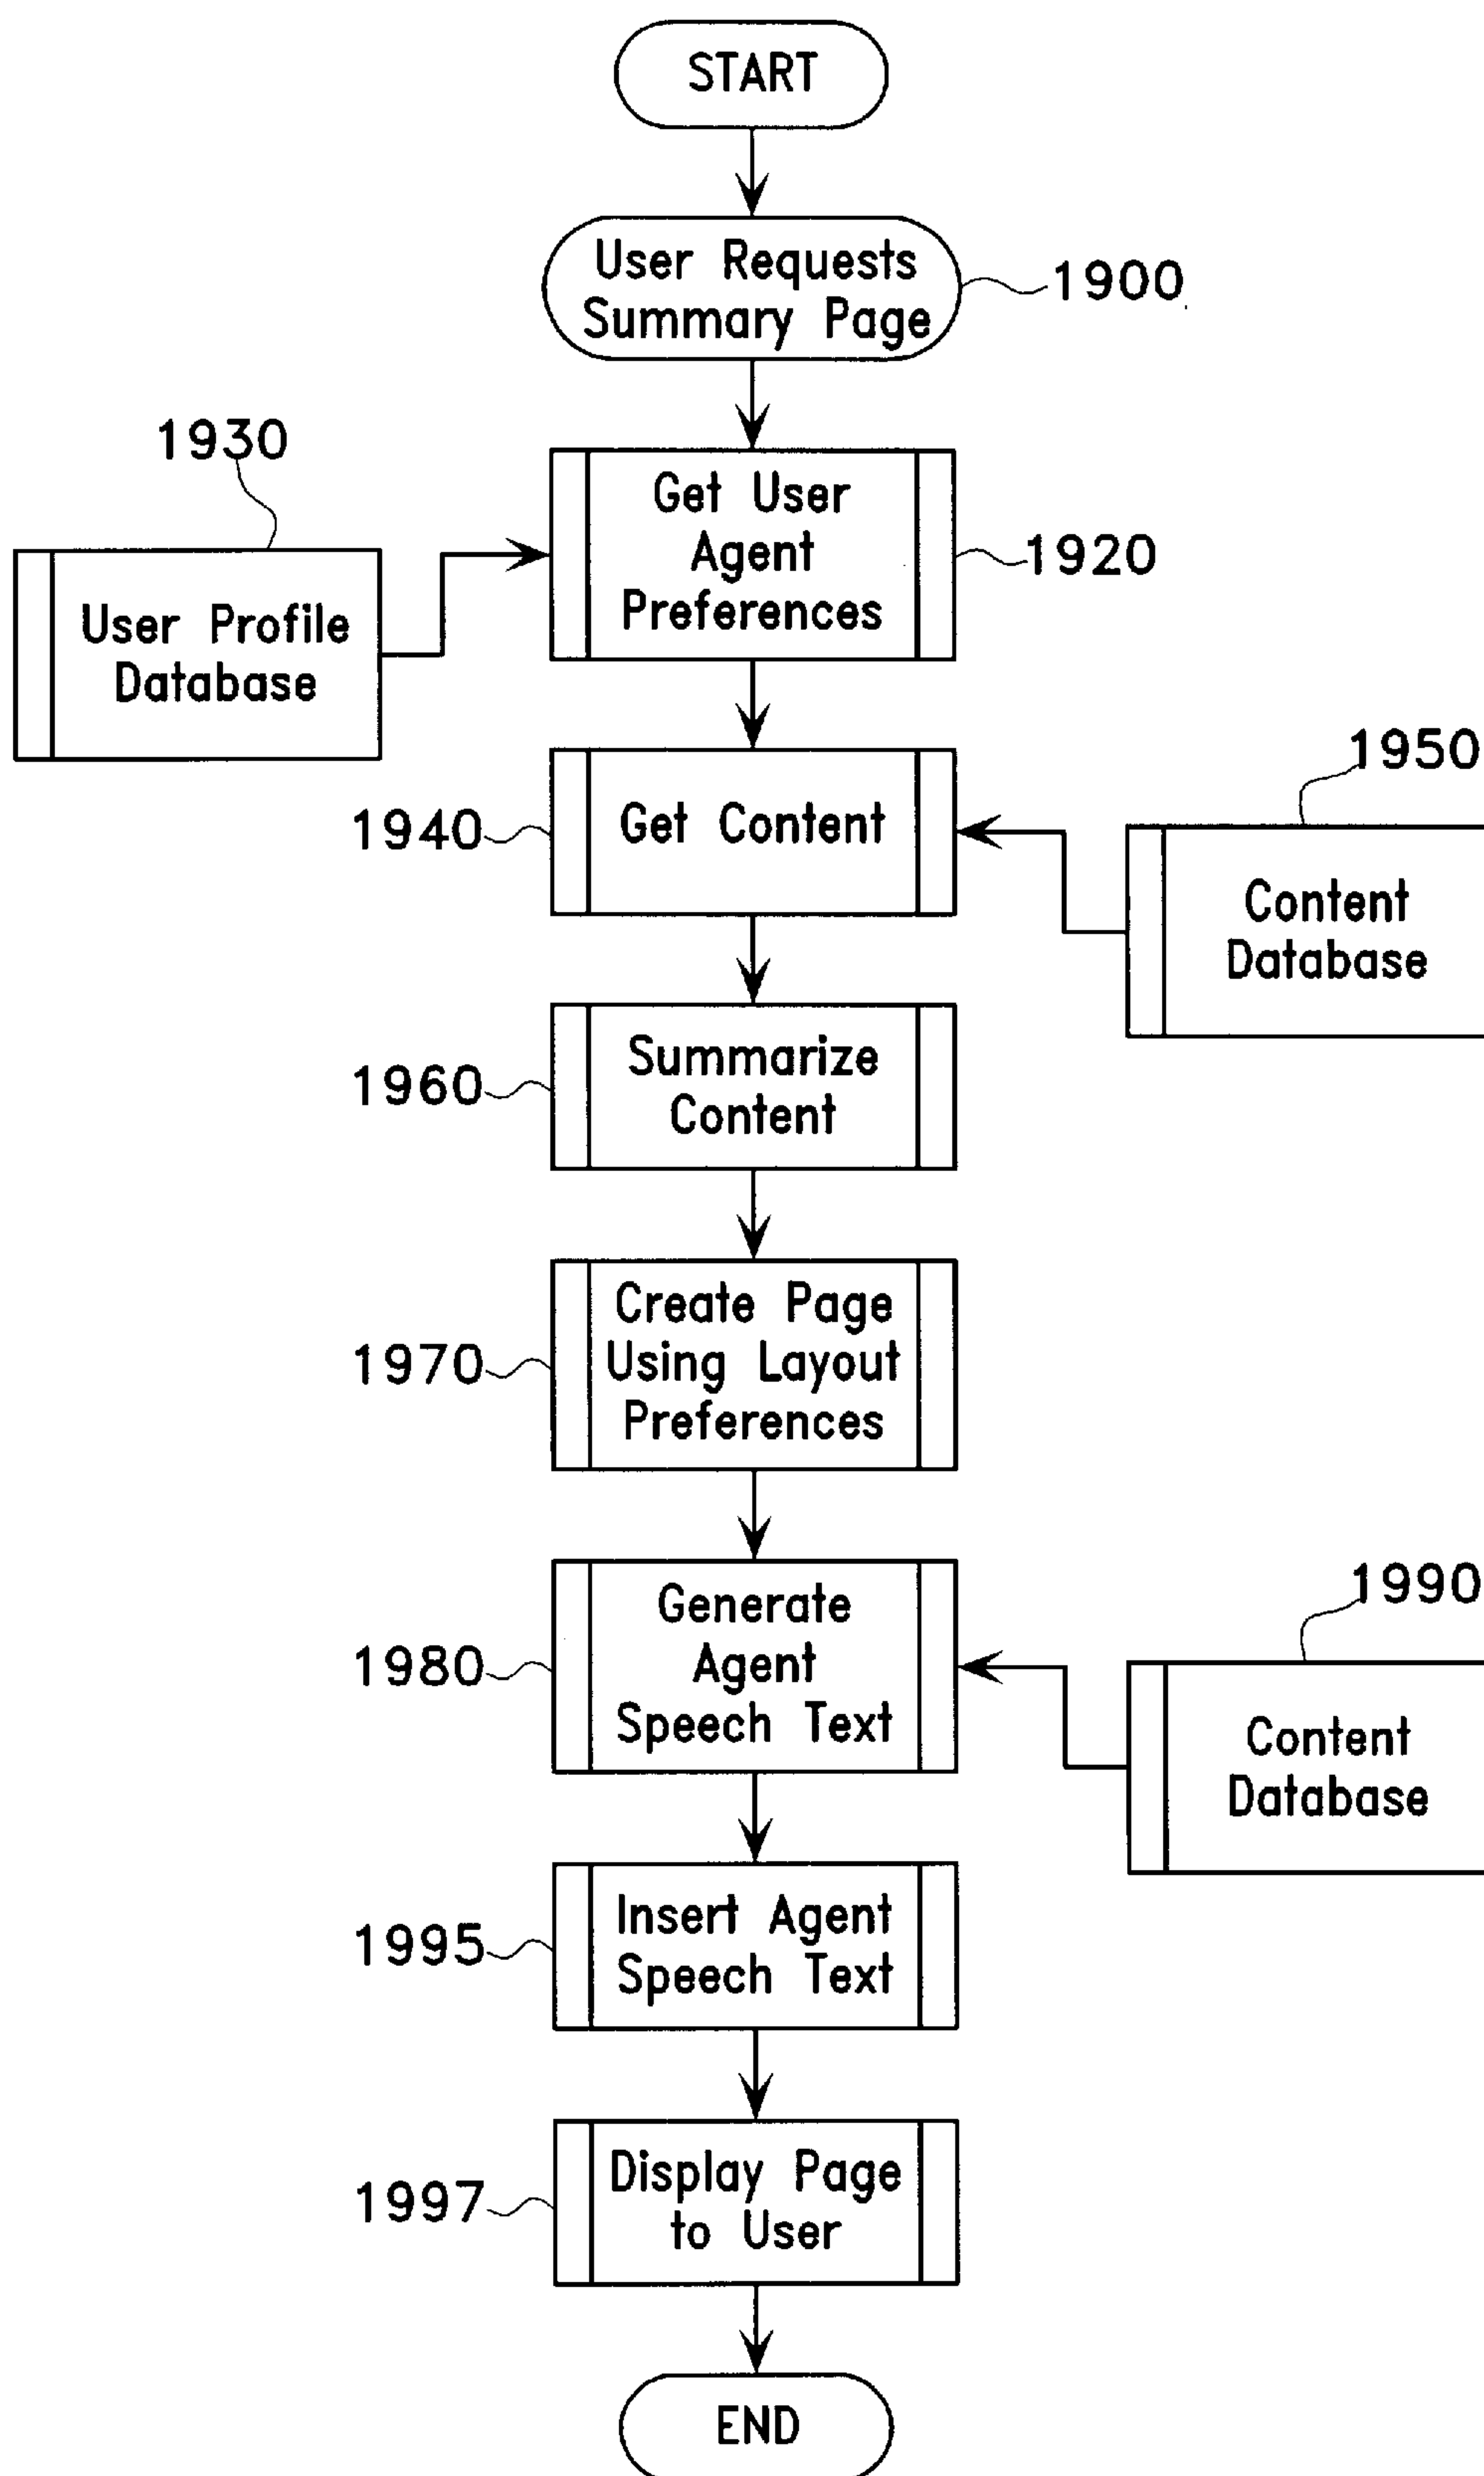 START
User Requests
Summary Page
1900
1930
Get User
Agent
Preferences
1920
User Profile
Database
1950
1940
Get Content
Content
Database
1960
Summarize
Content
1970
Create Page
Using Layout
Preferences
1990
1980
Generate
Agent
Speech Text
Content
Database
1995
Insert Agent
Speech Text
1997
Display Page
to User
END